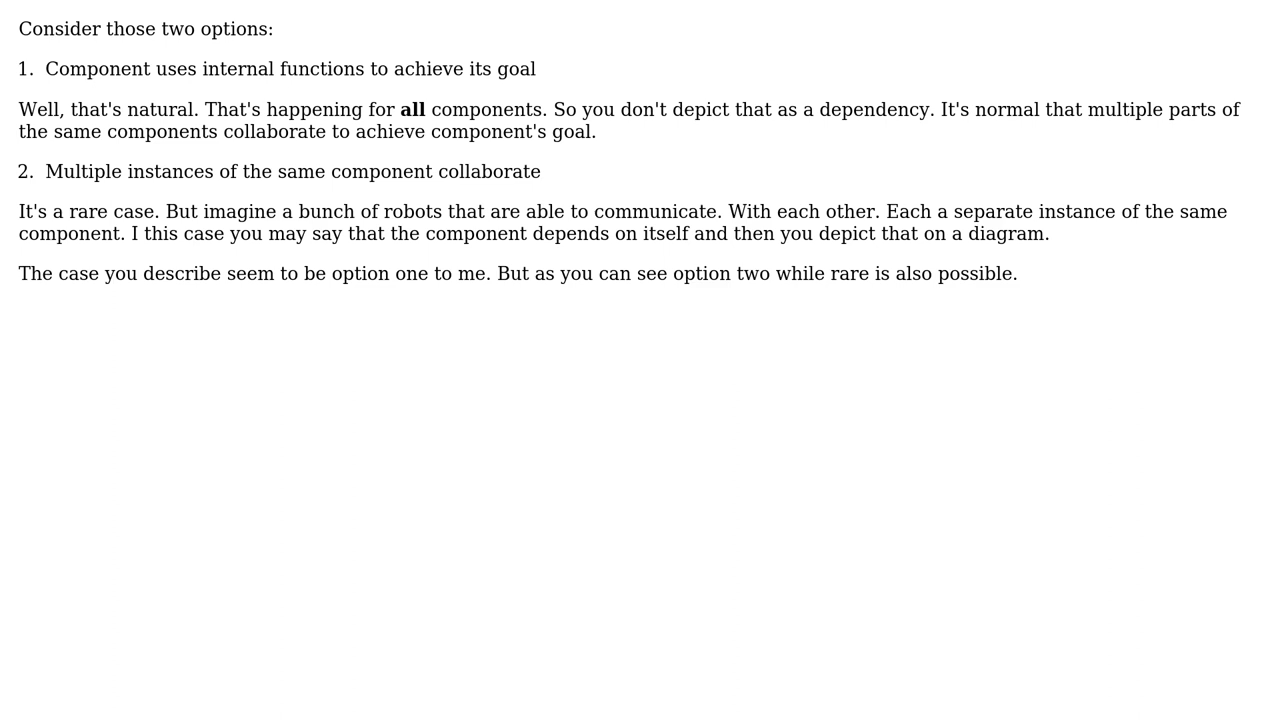 Consider those two options:
1. Component uses internal functions to achieve its goal
Well, that's natural. That's happening for all components. So you don't depict that as a dependency. It's normal that multiple parts of
the same components collaborate to achieve component's goal.
2. Multiple instances of the same component collaborate
It's a rare case. But imagine a bunch of robots that are able to communicate. With each other. Each a separate instance of the same
component. I this case you may say that the component depends on itself and then you depict that on a diagram.
The case you describe seem to be option one to me. But as you can see option two while rare is also possible.